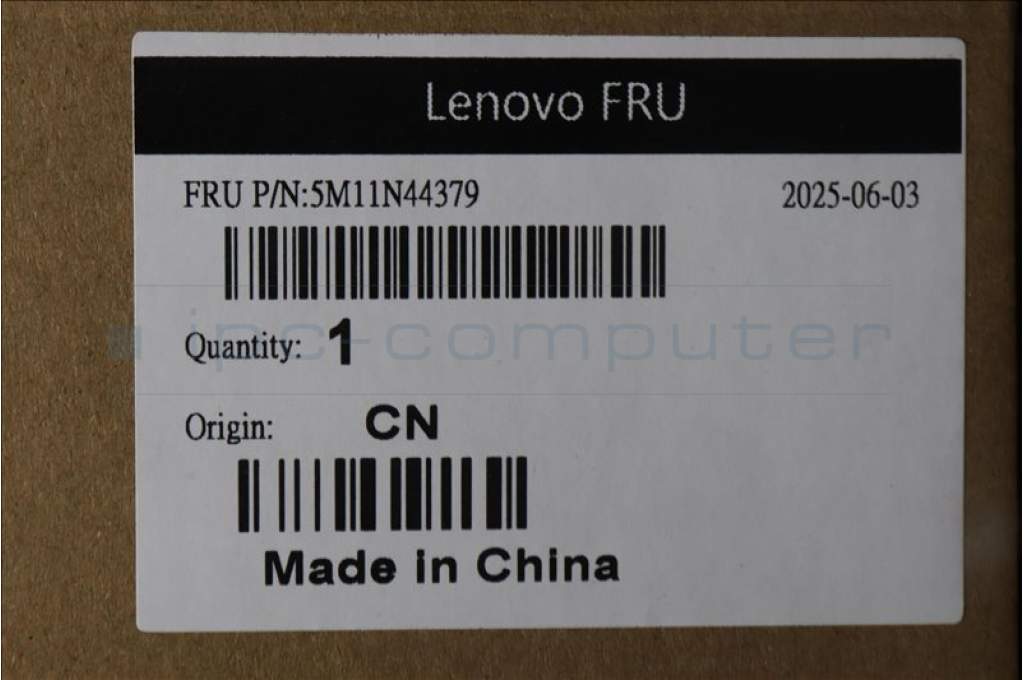 Lenovo FRU
FRU P/N:5M11N44379 2025-06-03
Quantity: 1
ipc-computer
Origin: CN
Made in China